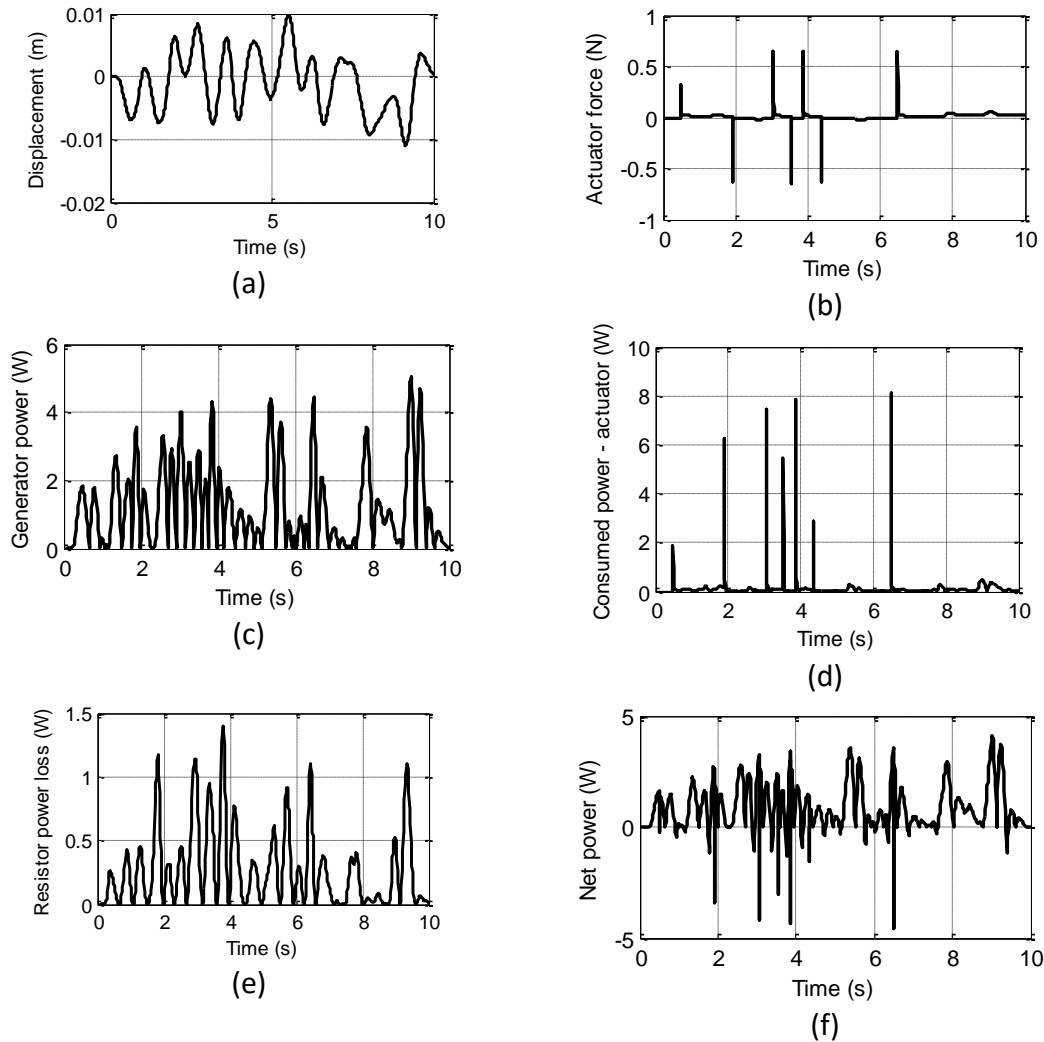 0.01
0
-0.01
-0.02
Displacement (m)
0 5 10
Time (s)
(a)
1
0.5
0
-0.5
-1
Actuator force (N)
0 2 4 6 8 10
Time (s)
(b)
6
4
2
0
Generator power (W)
0 2 4 6 8 10
Time (s)
(c)
10
8
6
4
2
0
Consumed power - actuator (W)
0 2 4 6 8 10
Time (s)
(d)
1.5
1
0.5
0
Resistor power loss (W)
0 2 4 6 8 10
Time (s)
(e)
5
0
-5
Net power (W)
0 2 4 6 8 10
Time (s)
(f)